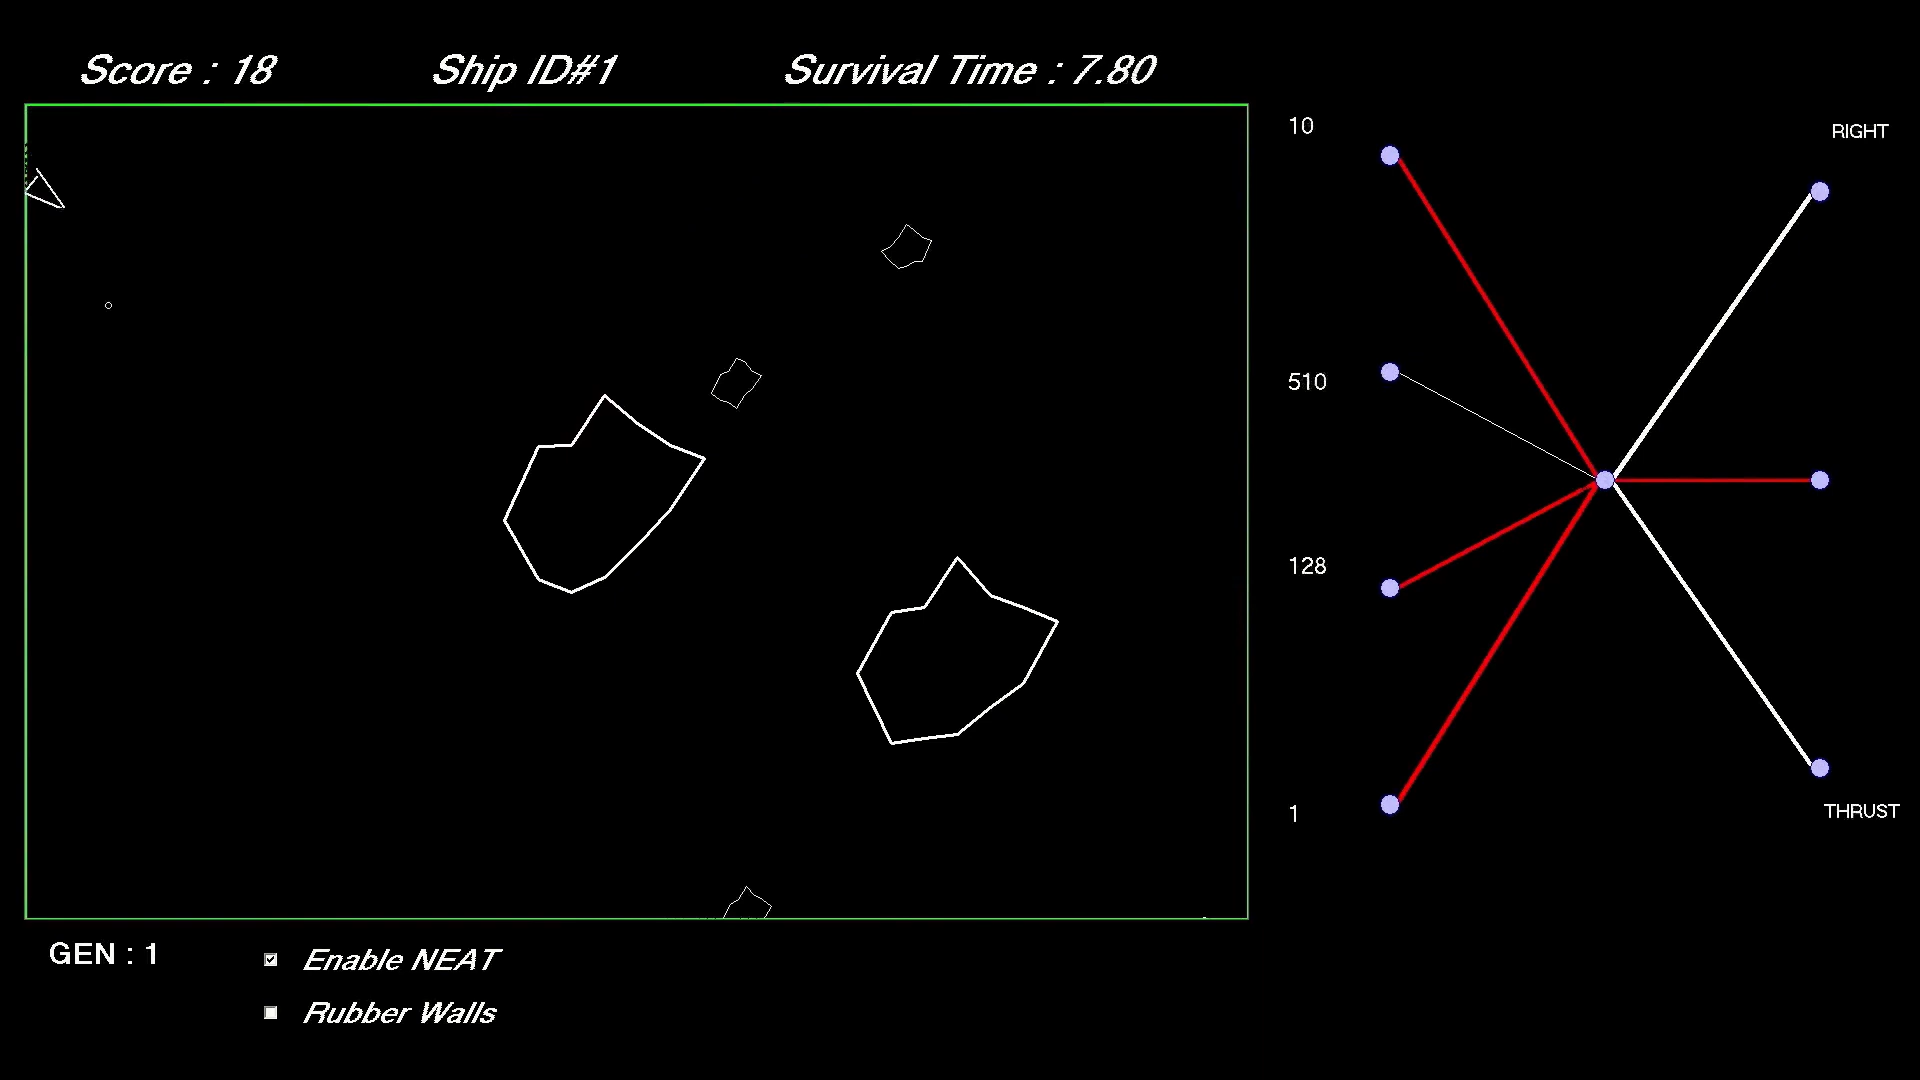 Score : 18
Ship ID#1
Survival Time : 7.80
10
RIGHT
510
128
1
THRUST
GEN : 1
Enable NEAT
Rubber Walls